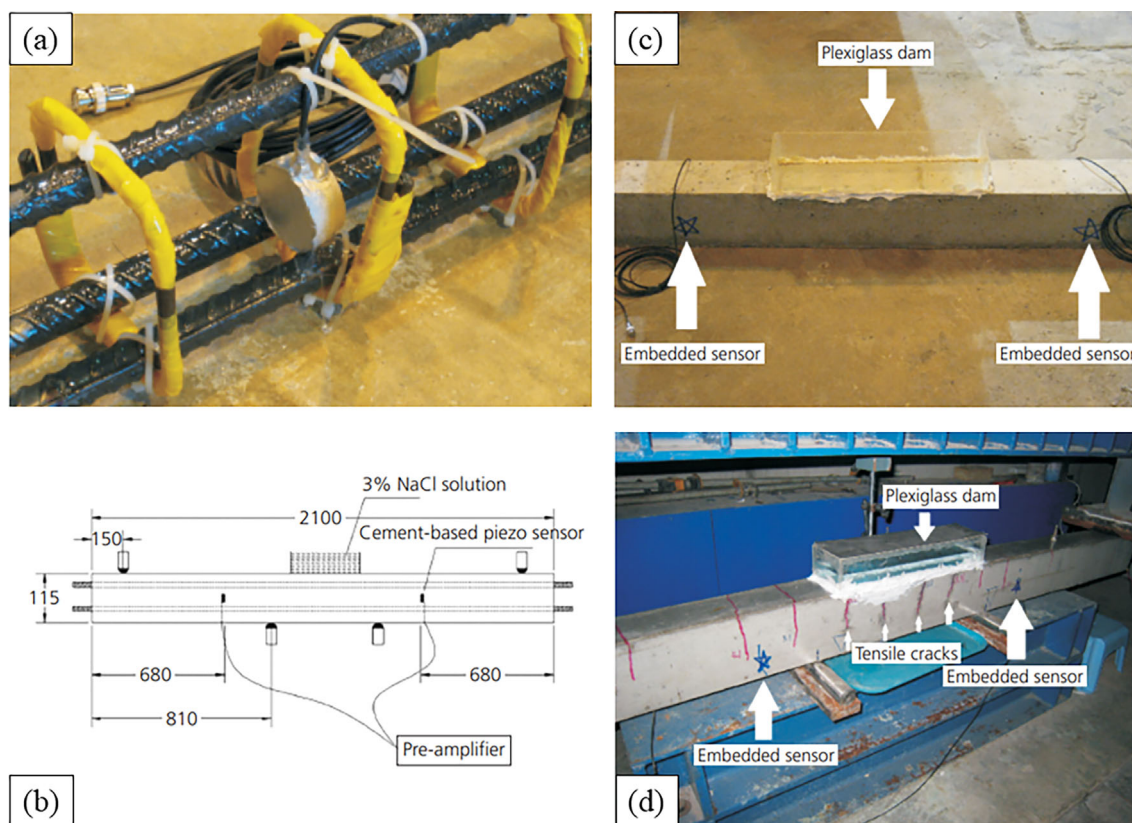 (a)
(c)
Plexiglass dam
Embedded sensor
Embedded sensor
(b)
3% NaCl solution
2100
Cement-based piezo sensor
150
115
680
680
810
Pre-amplifier
(d)
Plexiglass dam
Tensile cracks
Embedded sensor
Embedded sensor